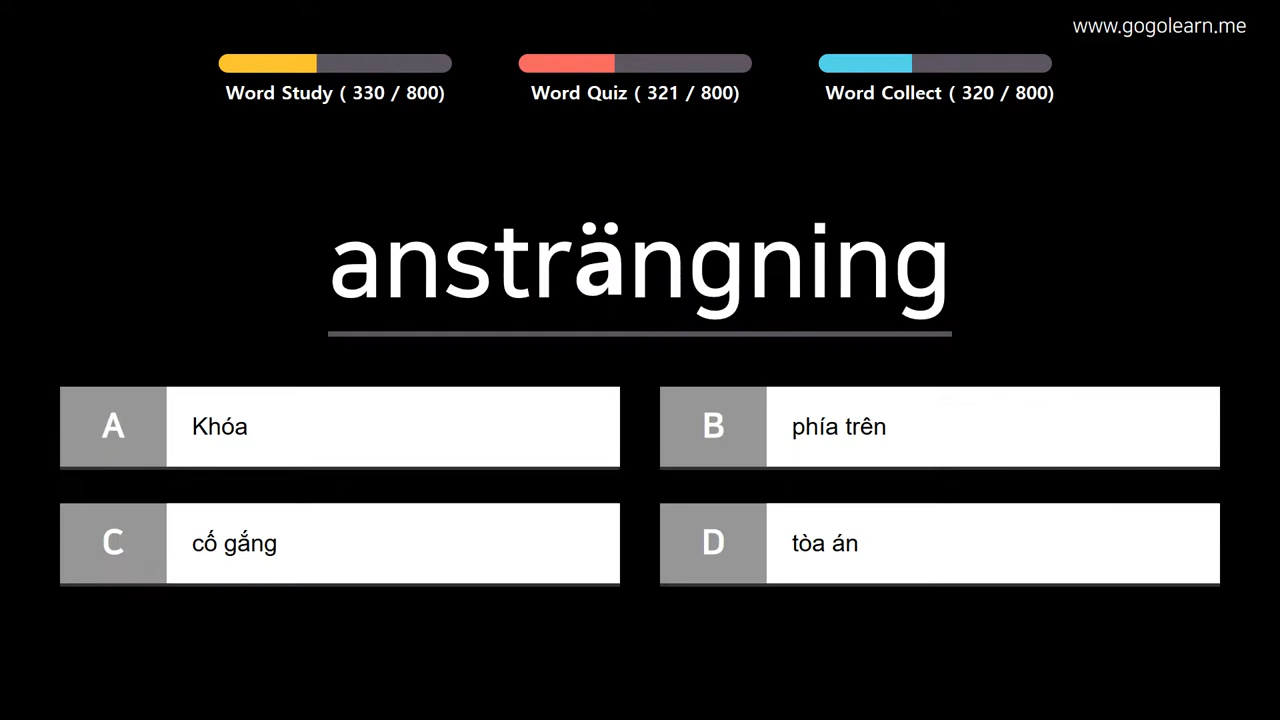 www.gogolearn.me
Word Study ( 330 / 800)
Word Quiz ( 321 / 800)
Word Collect ( 320 / 800)
ansträngning
A Khóa
B phía trên
C cố gắng
D tòa án